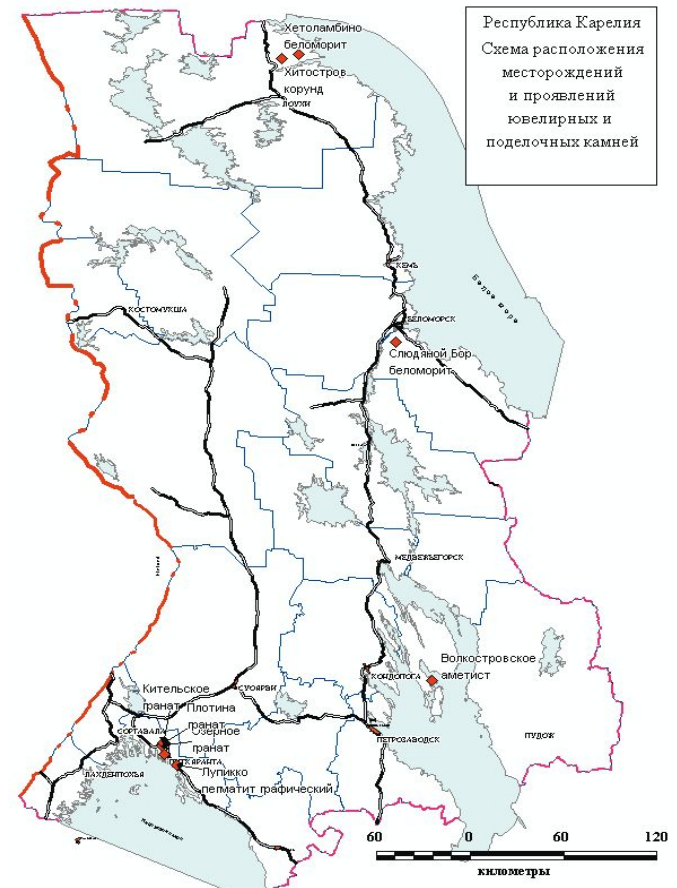 Республика Карелия
Схема расположения
месторождений
и проявлений
ювелирных и
поделочных камней
Хетоламбино
беломорит
Хитостров
корунд
ЛОУХИ
КЕМЬ
Белое море
КОСТОМУКША
БЕЛОМОРСК
Слюдяной Бор
беломорит
МЕДВЕЖЬЕГОРСК
Волкостровское
аметист
КОНДОПОГА
СУОЯРВИ
Кительское
гранат
Плотина
гранат
СОРТАВАЛА
Озерное
гранат
ПИТКЯРАНТА
ПЕТРОЗАВОДСК
ПУДОЖ
ЛАХДЕНПОХЬЯ
Лупикко
пегматит графический
60 0 60 120
километры